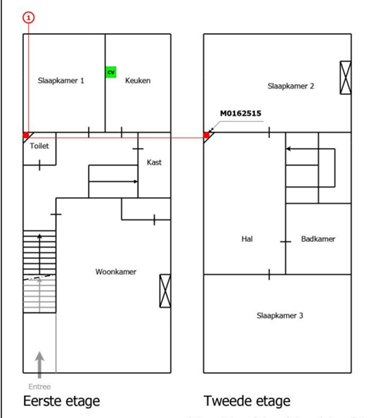 1
Slaapkamer 1
CV
Keuken
Slaapkamer 2
M0162515
Toilet
Kast
Hal
Badkamer
Woonkamer
Slaapkamer 3
Entree
Eerste etage
Tweede etage